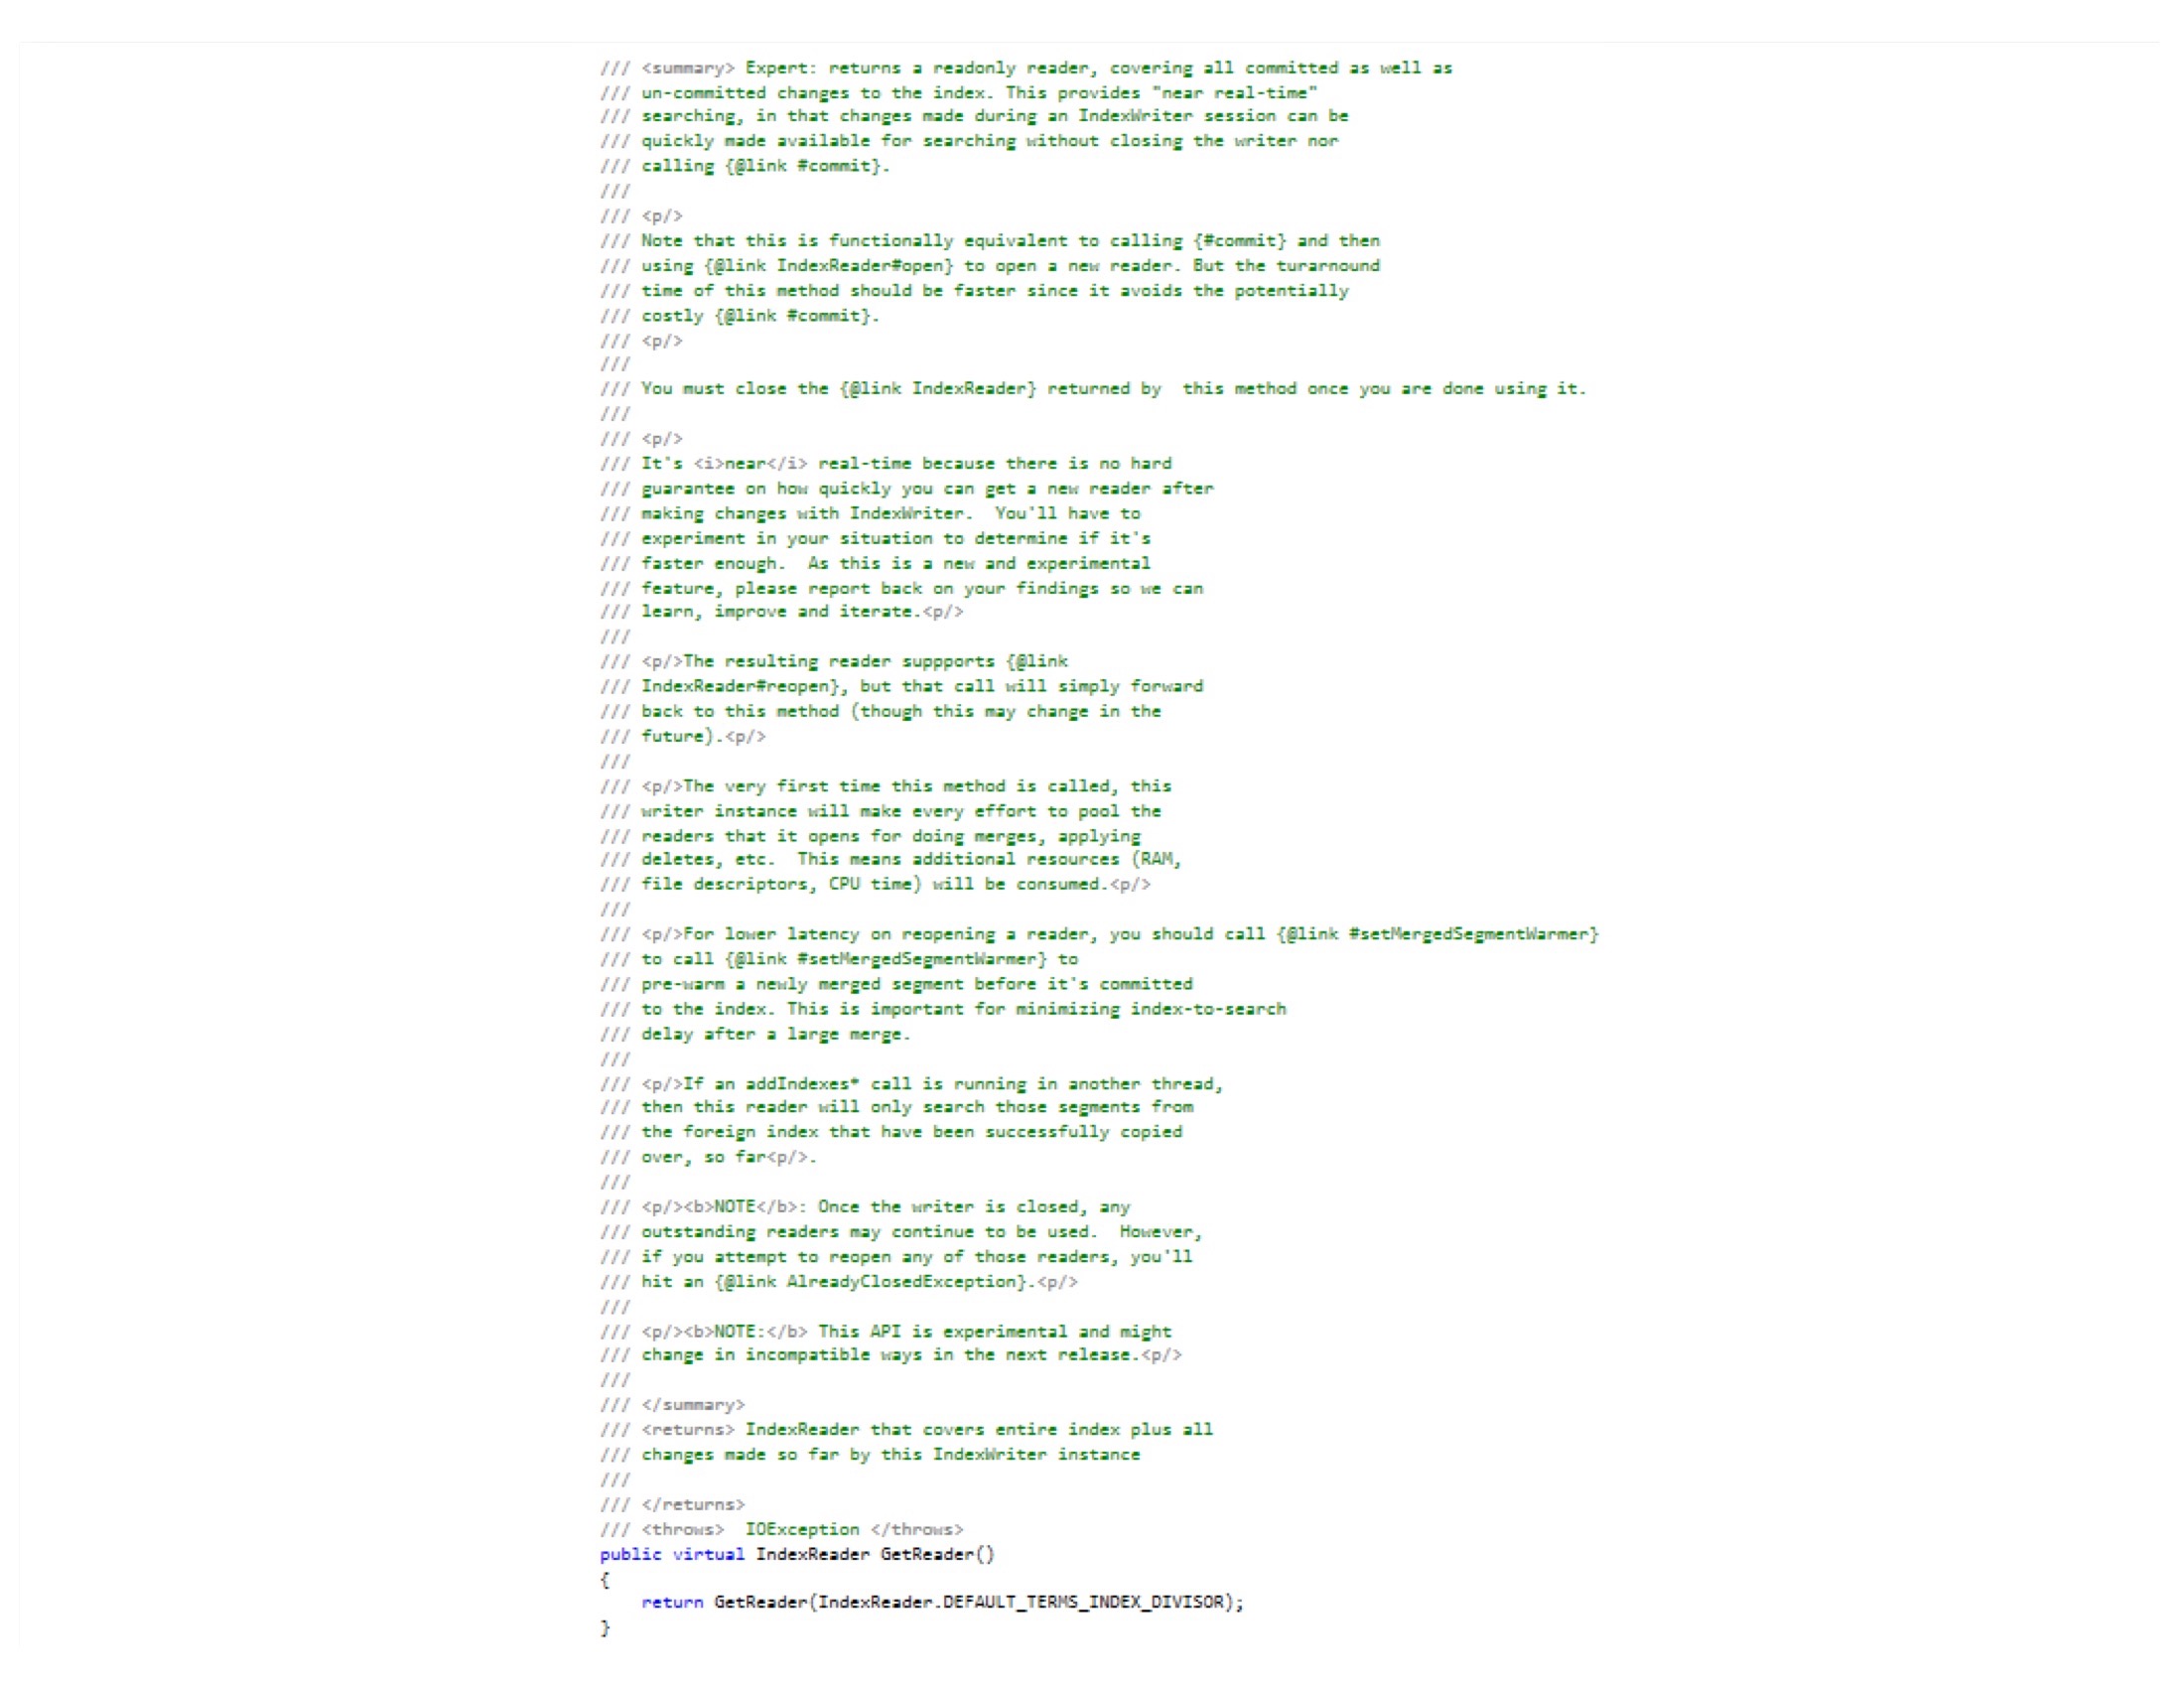 /// <summary> Expert: returns a readonly reader, covering all committed as well as
/// un-committed changes to the index. This provides "near real-time"
/// searching, in that changes made during an IndexWriter session can be
/// quickly made available for searching without closing the writer nor
/// calling {@link #commit}.
///
/// <p/>
/// Note that this is functionally equivalent to calling {#commit} and then
/// using {@link IndexReader#open} to open a new reader. But the turarnound
/// time of this method should be faster since it avoids the potentially
/// costly {@link #commit}.
/// <p/>
///
/// You must close the {@link IndexReader} returned by  this method once you are done using it.
///
/// <p/>
/// It's <i>near</i> real-time because there is no hard
/// guarantee on how quickly you can get a new reader after
/// making changes with IndexWriter.  You'll have to
/// experiment in your situation to determine if it's
/// faster enough.  As this is a new and experimental
/// feature, please report back on your findings so we can
/// learn, improve and iterate.<p/>
///
/// <p/>The resulting reader suppports {@link
/// IndexReader#reopen}, but that call will simply forward
/// back to this method (though this may change in the
/// future).<p/>
///
/// <p/>The very first time this method is called, this
/// writer instance will make every effort to pool the
/// readers that it opens for doing merges, applying
/// deletes, etc.  This means additional resources (RAM,
/// file descriptors, CPU time) will be consumed.<p/>
///
/// <p/>For lower latency on reopening a reader, you should call {@link #setMergedSegmentWarmer}
/// to call {@link #setMergedSegmentWarmer} to
/// pre-warm a newly merged segment before it's committed
/// to the index. This is important for minimizing index-to-search
/// delay after a large merge.
///
/// <p/>If an addIndexes* call is running in another thread,
/// then this reader will only search those segments from
/// the foreign index that have been successfully copied
/// over, so far<p/>.
///
/// <p/><b>NOTE</b>: Once the writer is closed, any
/// outstanding readers may continue to be used.  However,
/// if you attempt to reopen any of those readers, you'll
/// hit an {@link AlreadyClosedException}.<p/>
///
/// <p/><b>NOTE:</b> This API is experimental and might
/// change in incompatible ways in the next release.<p/>
///
/// </summary>
/// <returns> IndexReader that covers entire index plus all
/// changes made so far by this IndexWriter instance
///
/// </returns>
/// <throws>  IOException </throws>
public virtual IndexReader GetReader()
{
    return GetReader(IndexReader.DEFAULT_TERMS_INDEX_DIVISOR);
}